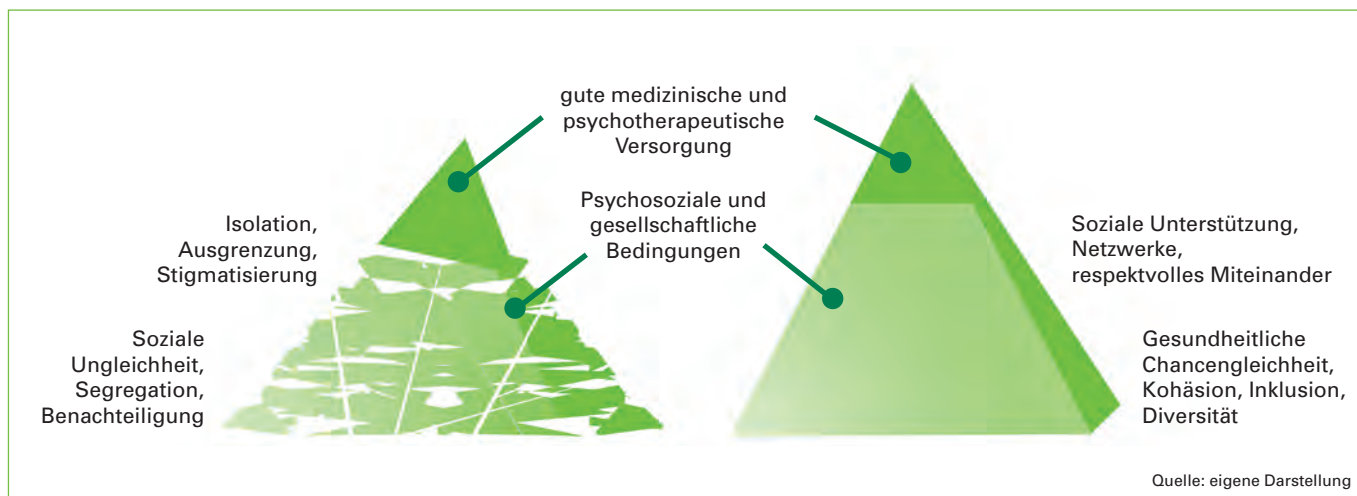 gute medizinische und
psychotherapeutische
Versorgung
Isolation,
Ausgrenzung,
Stigmatisierung
Psychosoziale und
gesellschaftliche
Bedingungen
Soziale Unterstützung,
Netzwerke,
respektvolles Miteinander
Soziale
Ungleichheit,
Segregation,
Benachteiligung
Gesundheitliche
Chancengleichheit,
Kohäsion, Inklusion,
Diversität
Quelle: eigene Darstellung